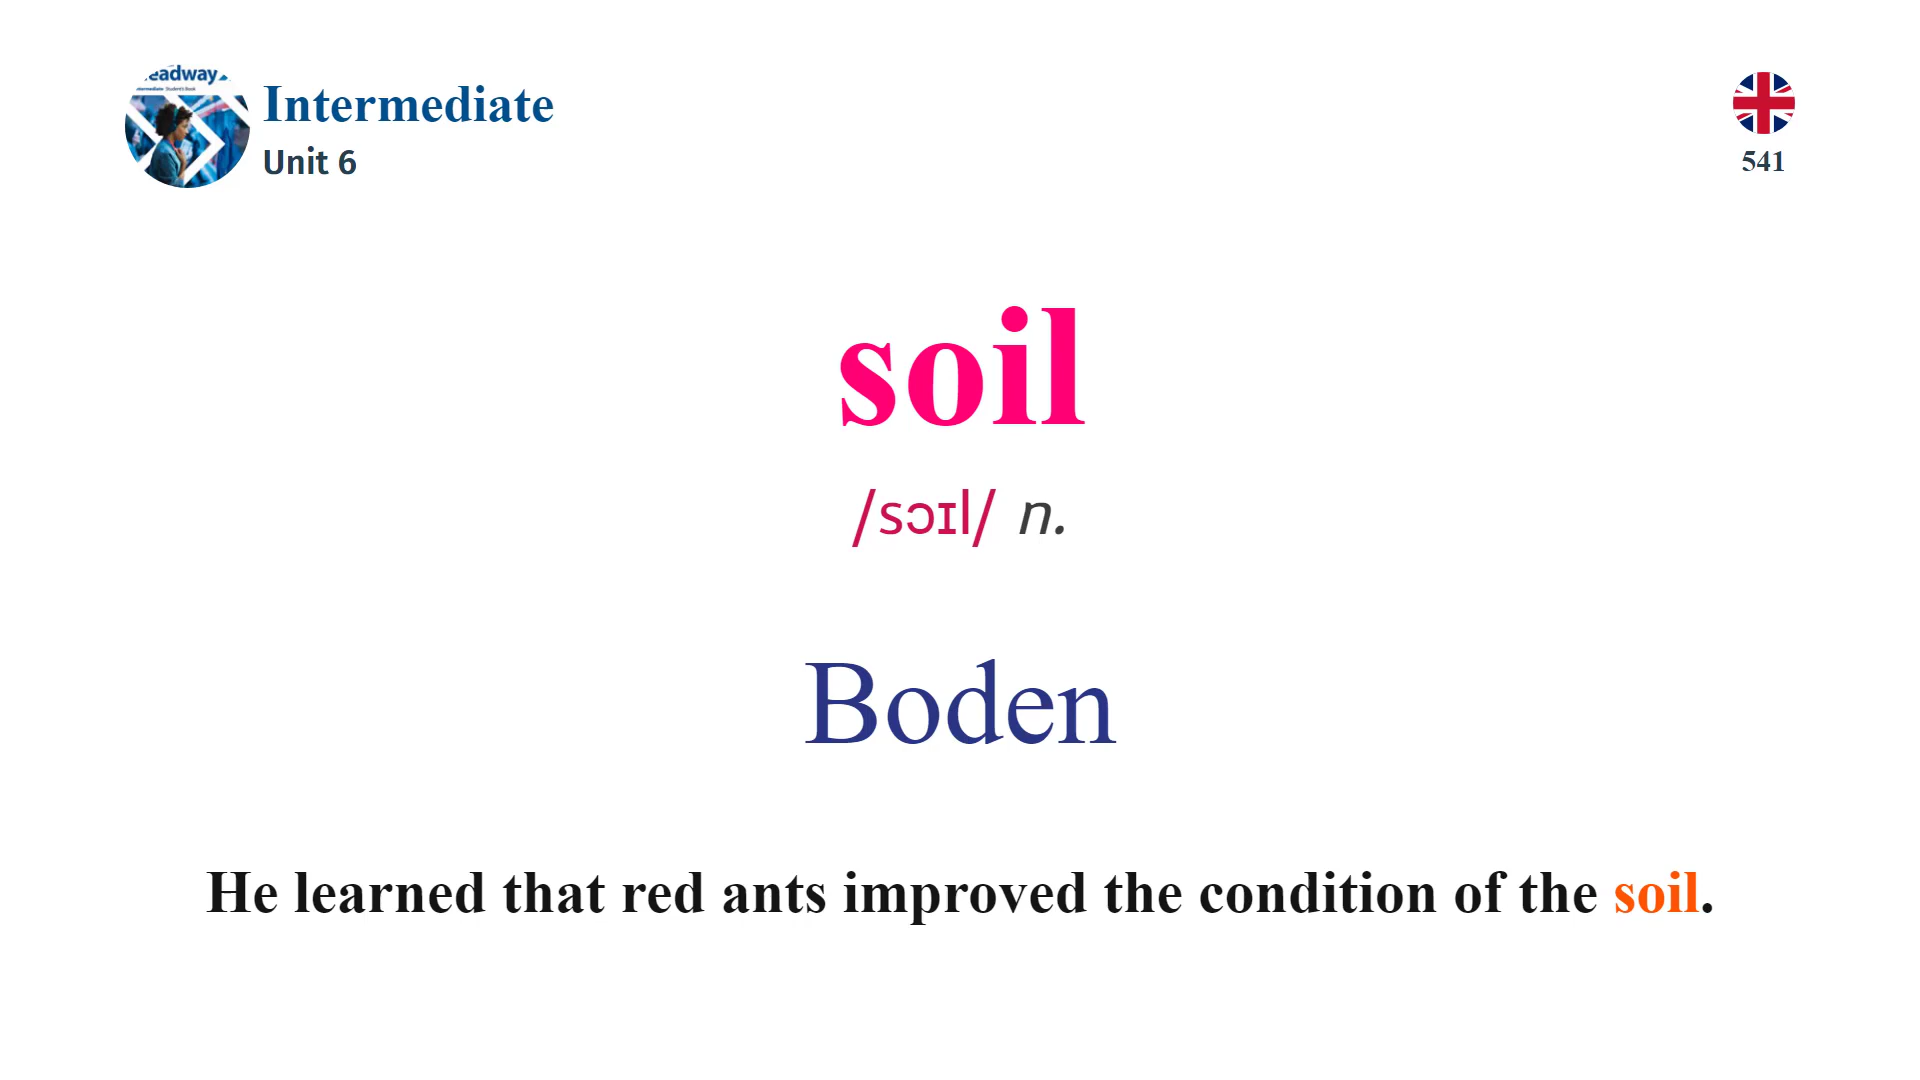 eadway
Intermediate
Unit 6
541
soil
/sɔɪl/ n.
Boden
He learned that red ants improved the condition of the soil.